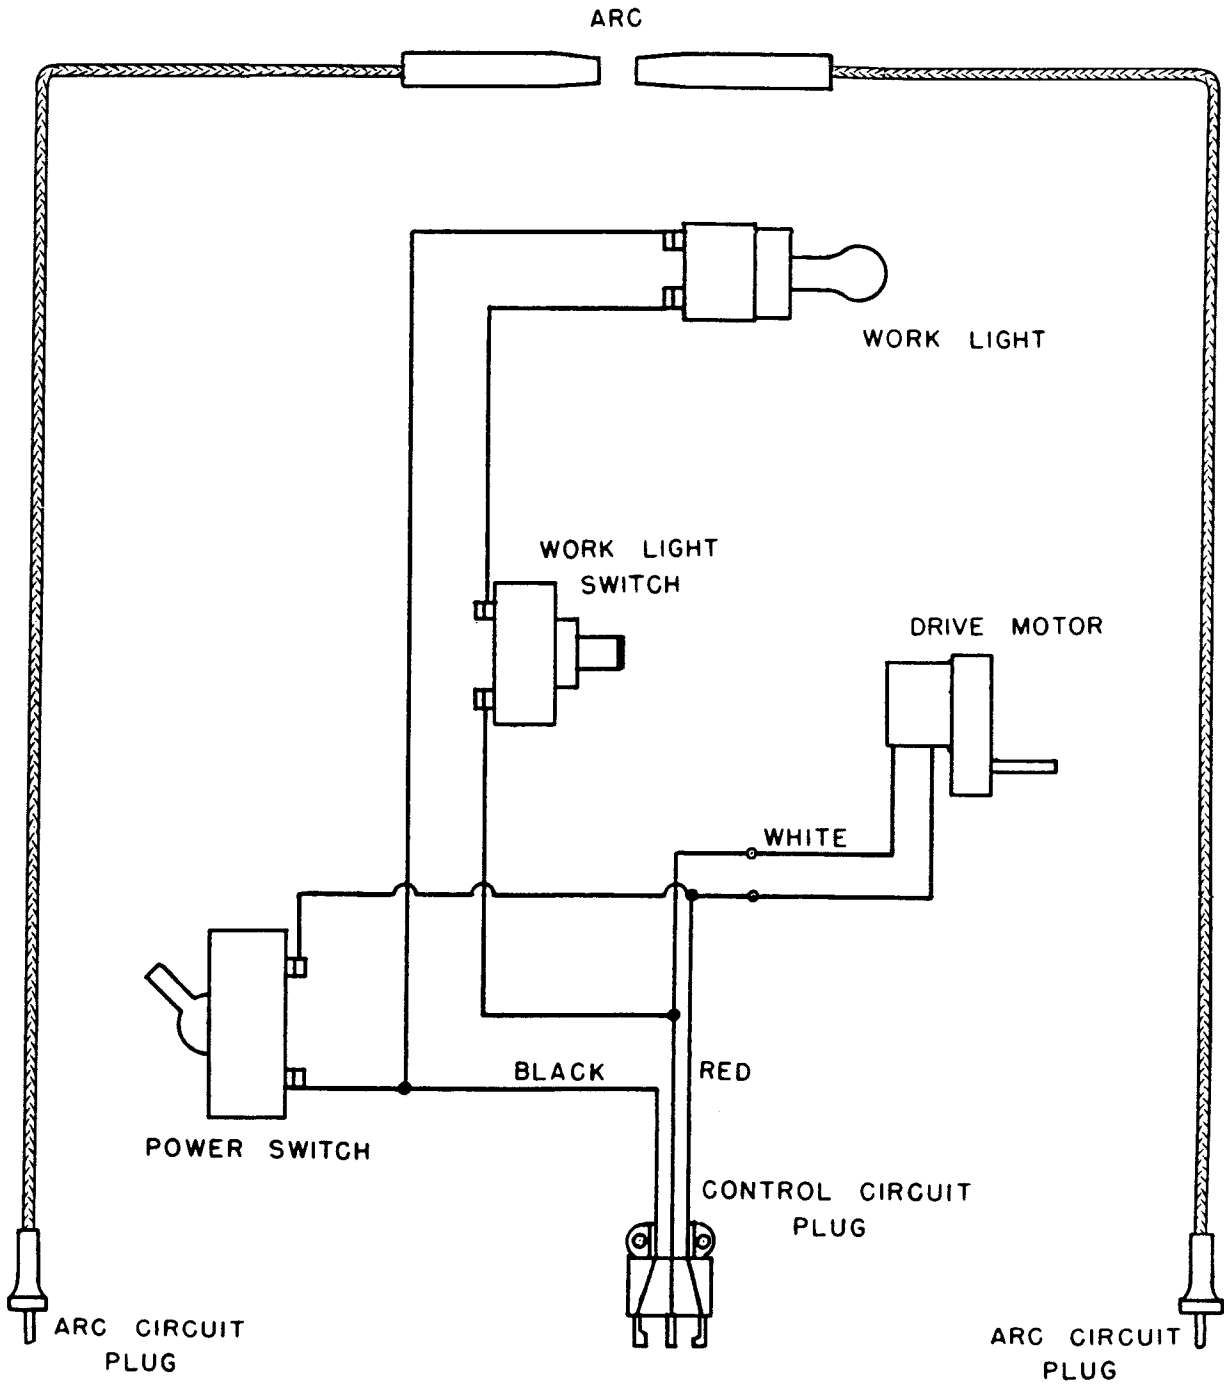 ARC
WORK LIGHT
WORK LIGHT
SWITCH
DRIVE MOTOR
WHITE
BLACK
RED
POWER SWITCH
CONTROL CIRCUIT
PLUG
ARC CIRCUIT
PLUG
ARC CIRCUIT
PLUG